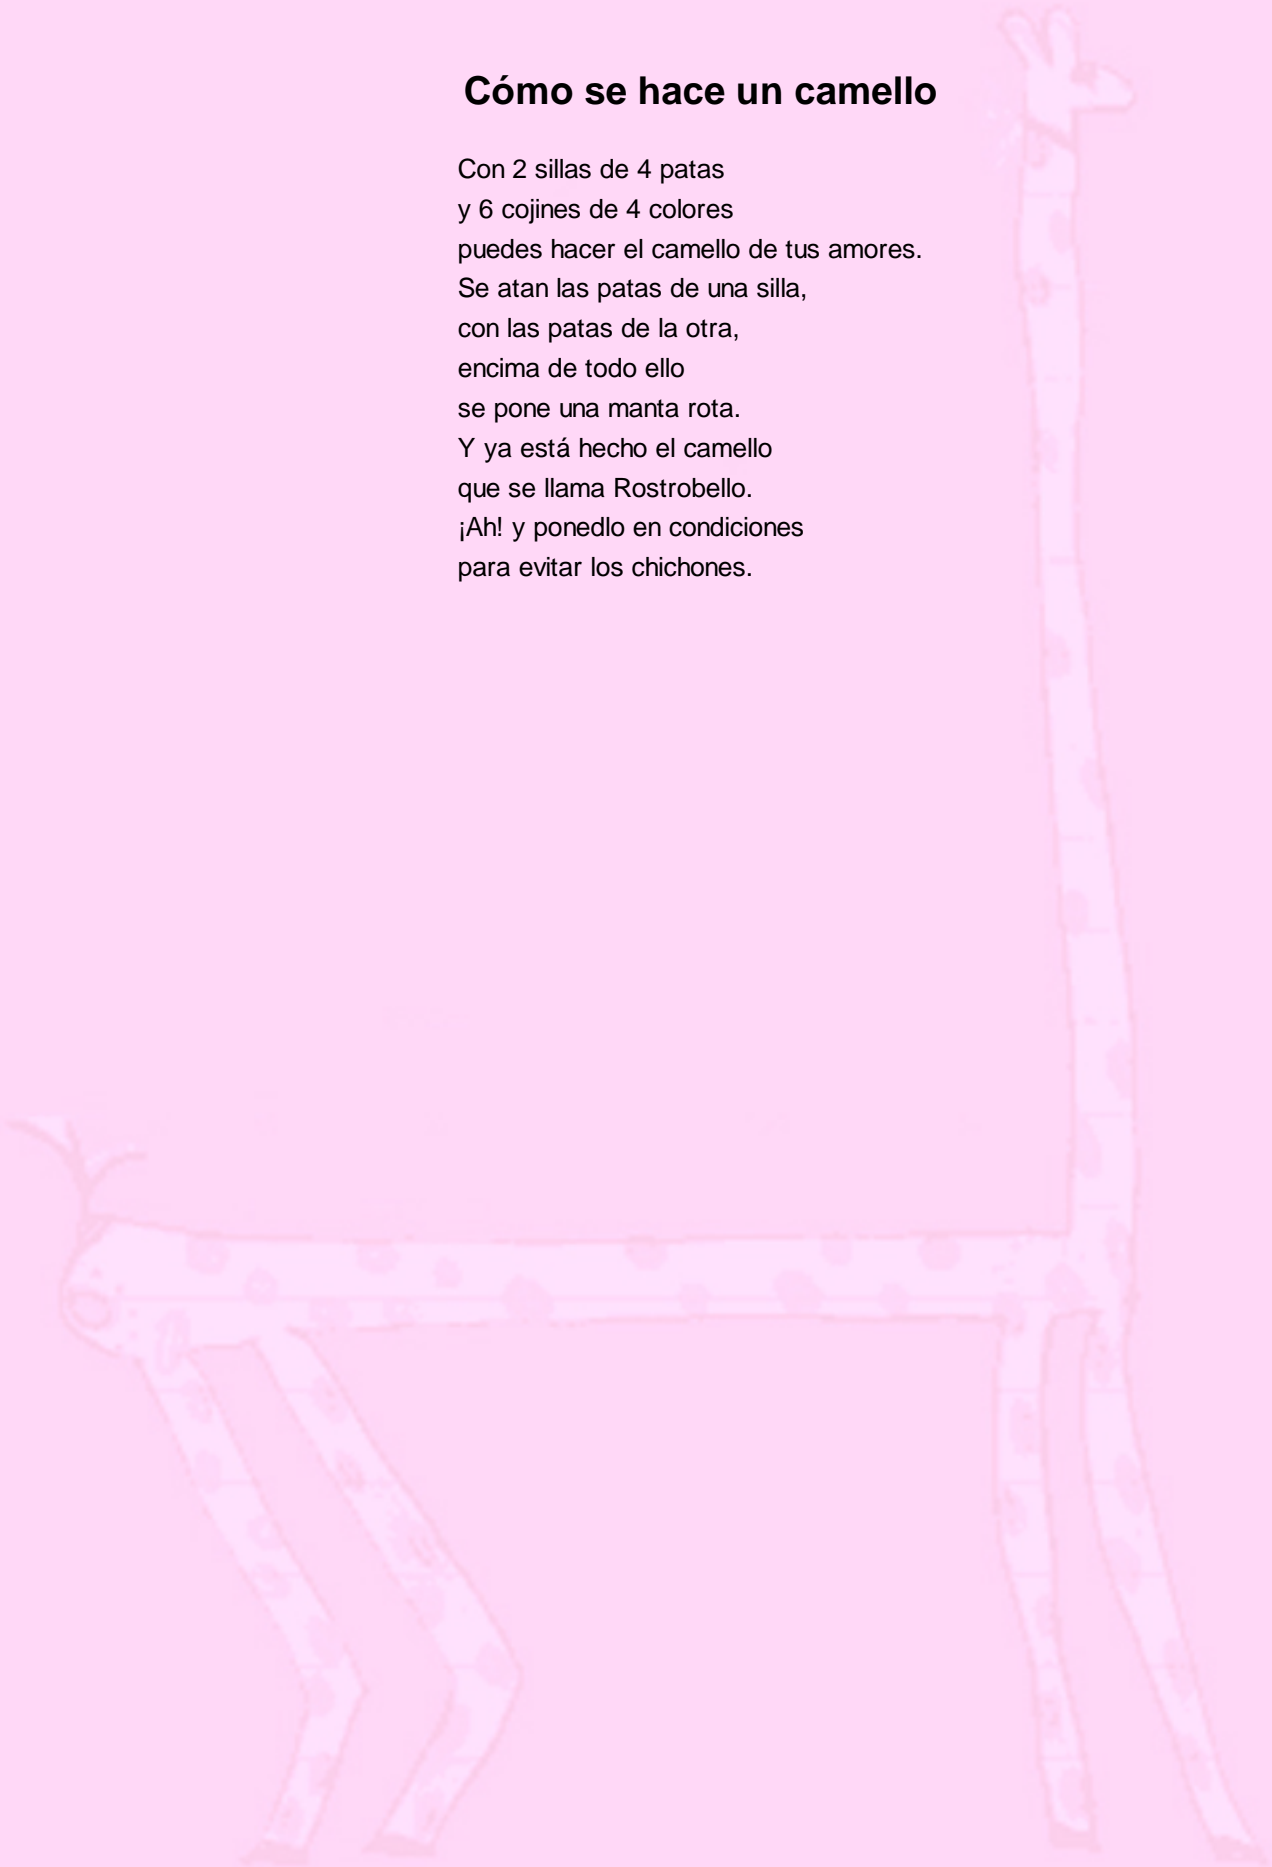 Cómo se hace un camello
Con 2 sillas de 4 patas
y 6 cojines de 4 colores
puedes hacer el camello de tus amores.
Se atan las patas de una silla,
con las patas de la otra,
encima de todo ello
se pone una manta rota.
Y ya está hecho el camello
que se llama Rostrobello.
¡Ah! y ponedlo en condiciones
para evitar los chichones.